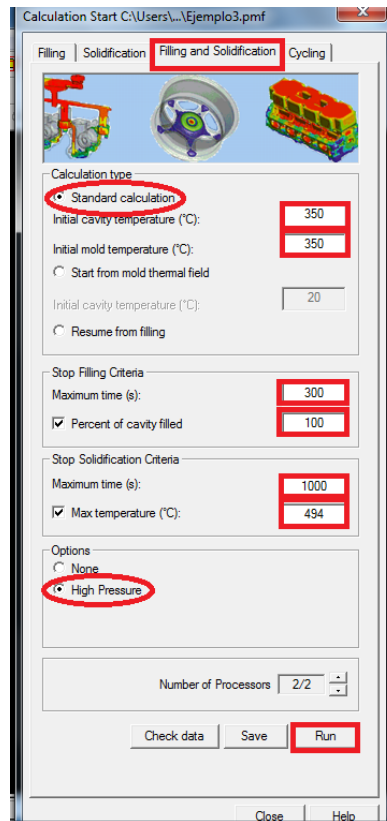 Calculation Start C:\Users\...\Ejemplo3.pmf
Filling Solidification Filling and Solidification Cycling
Calculation type
Standard calculation
Initial cavity temperature (°C): 350
Initial mold temperature (°C): 350
Start from mold thermal field
Initial cavity temperature (°C): 20
Resume from filling
Stop Filling Criteria
Maximum time (s): 300
Percent of cavity filled 100
Stop Solidification Criteria
Maximum time (s): 1000
Max temperature (°C): 494
Options
None
High Pressure
Number of Processors 2/2
Check data Save Run
Close Help